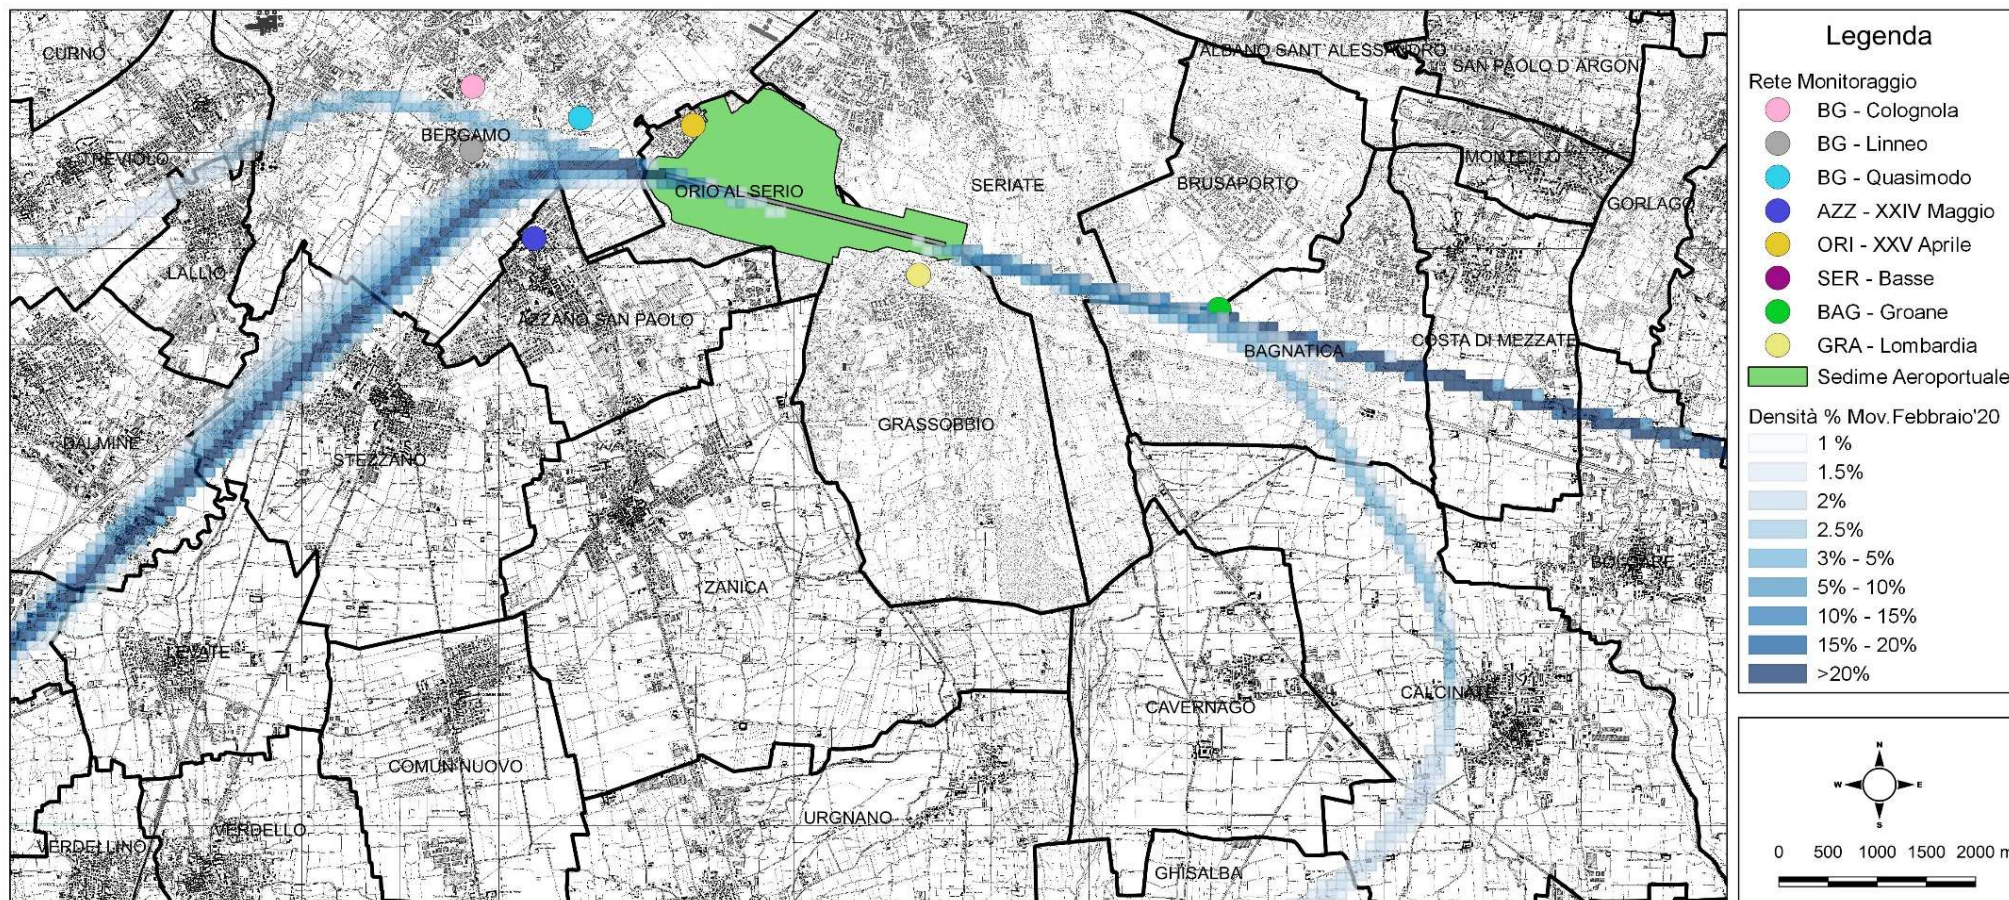 CURNO
ALBANO SANT'ALESSANDRO
SAN PAOLO D'ARGON
BERGAMO
TREVIOLO
MONTELLO
ORIO AL SERIO
SERIATE
BRUSAPORTO
GORLAGO
LALLIO
AZZANO SAN PAOLO
BAGNATICA
COSTA DI MEZZATE
GRASSOBBIO
DALMINE
STEZZANO
ZANICA
BOLGARE
LEVATE
CAVERNAGO
CALCINATE
COMUN NUOVO
URGNANO
VERDELLO
VERDELLINO
GHISALBA
Legenda
Rete Monitoraggio
BG - Colognola
BG - Linneo
BG - Quasimodo
AZZ - XXIV Maggio
ORI - XXV Aprile
SER - Basse
BAG - Groane
GRA - Lombardia
Sedime Aeroportuale
Densità % Mov.Febbraio'20
1 %
1.5%
2%
2.5%
3% - 5%
5% - 10%
10% - 15%
15% - 20%
>20%
N
W E
S
0 500 1000 1500 2000 m